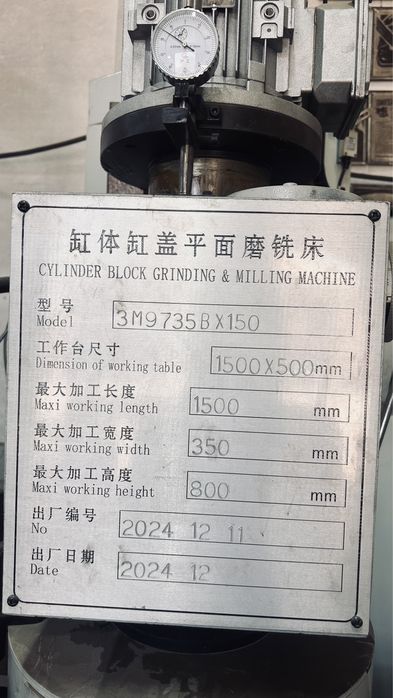 缸体缸盖平面磨铣床
CYLINDER BLOCK GRINDING & MILLING MACHINE
型号 3M9735BX150
Model
工作台尺寸 1500X500mm
Dimension of working table
最大加工长度 1500 mm
Maxi working length
最大加工宽度 350 mm
Maxi working width
最大加工高度 800 mm
Maxi working height
出厂编号 2024 12 11
No
出厂日期 2024 12
Date